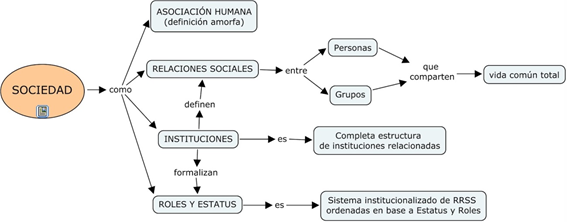 ASOCIACIÓN HUMANA
(definición amorfa)
SOCIEDAD
como
RELACIONES SOCIALES
entre
Personas
Grupos
que
comparten
vida común total
definen
INSTITUCIONES
es
Completa estructura
de instituciones relacionadas
formalizan
ROLES Y ESTATUS
es
Sistema institucionalizado de RRSS
ordenadas en base a Estatus y Roles